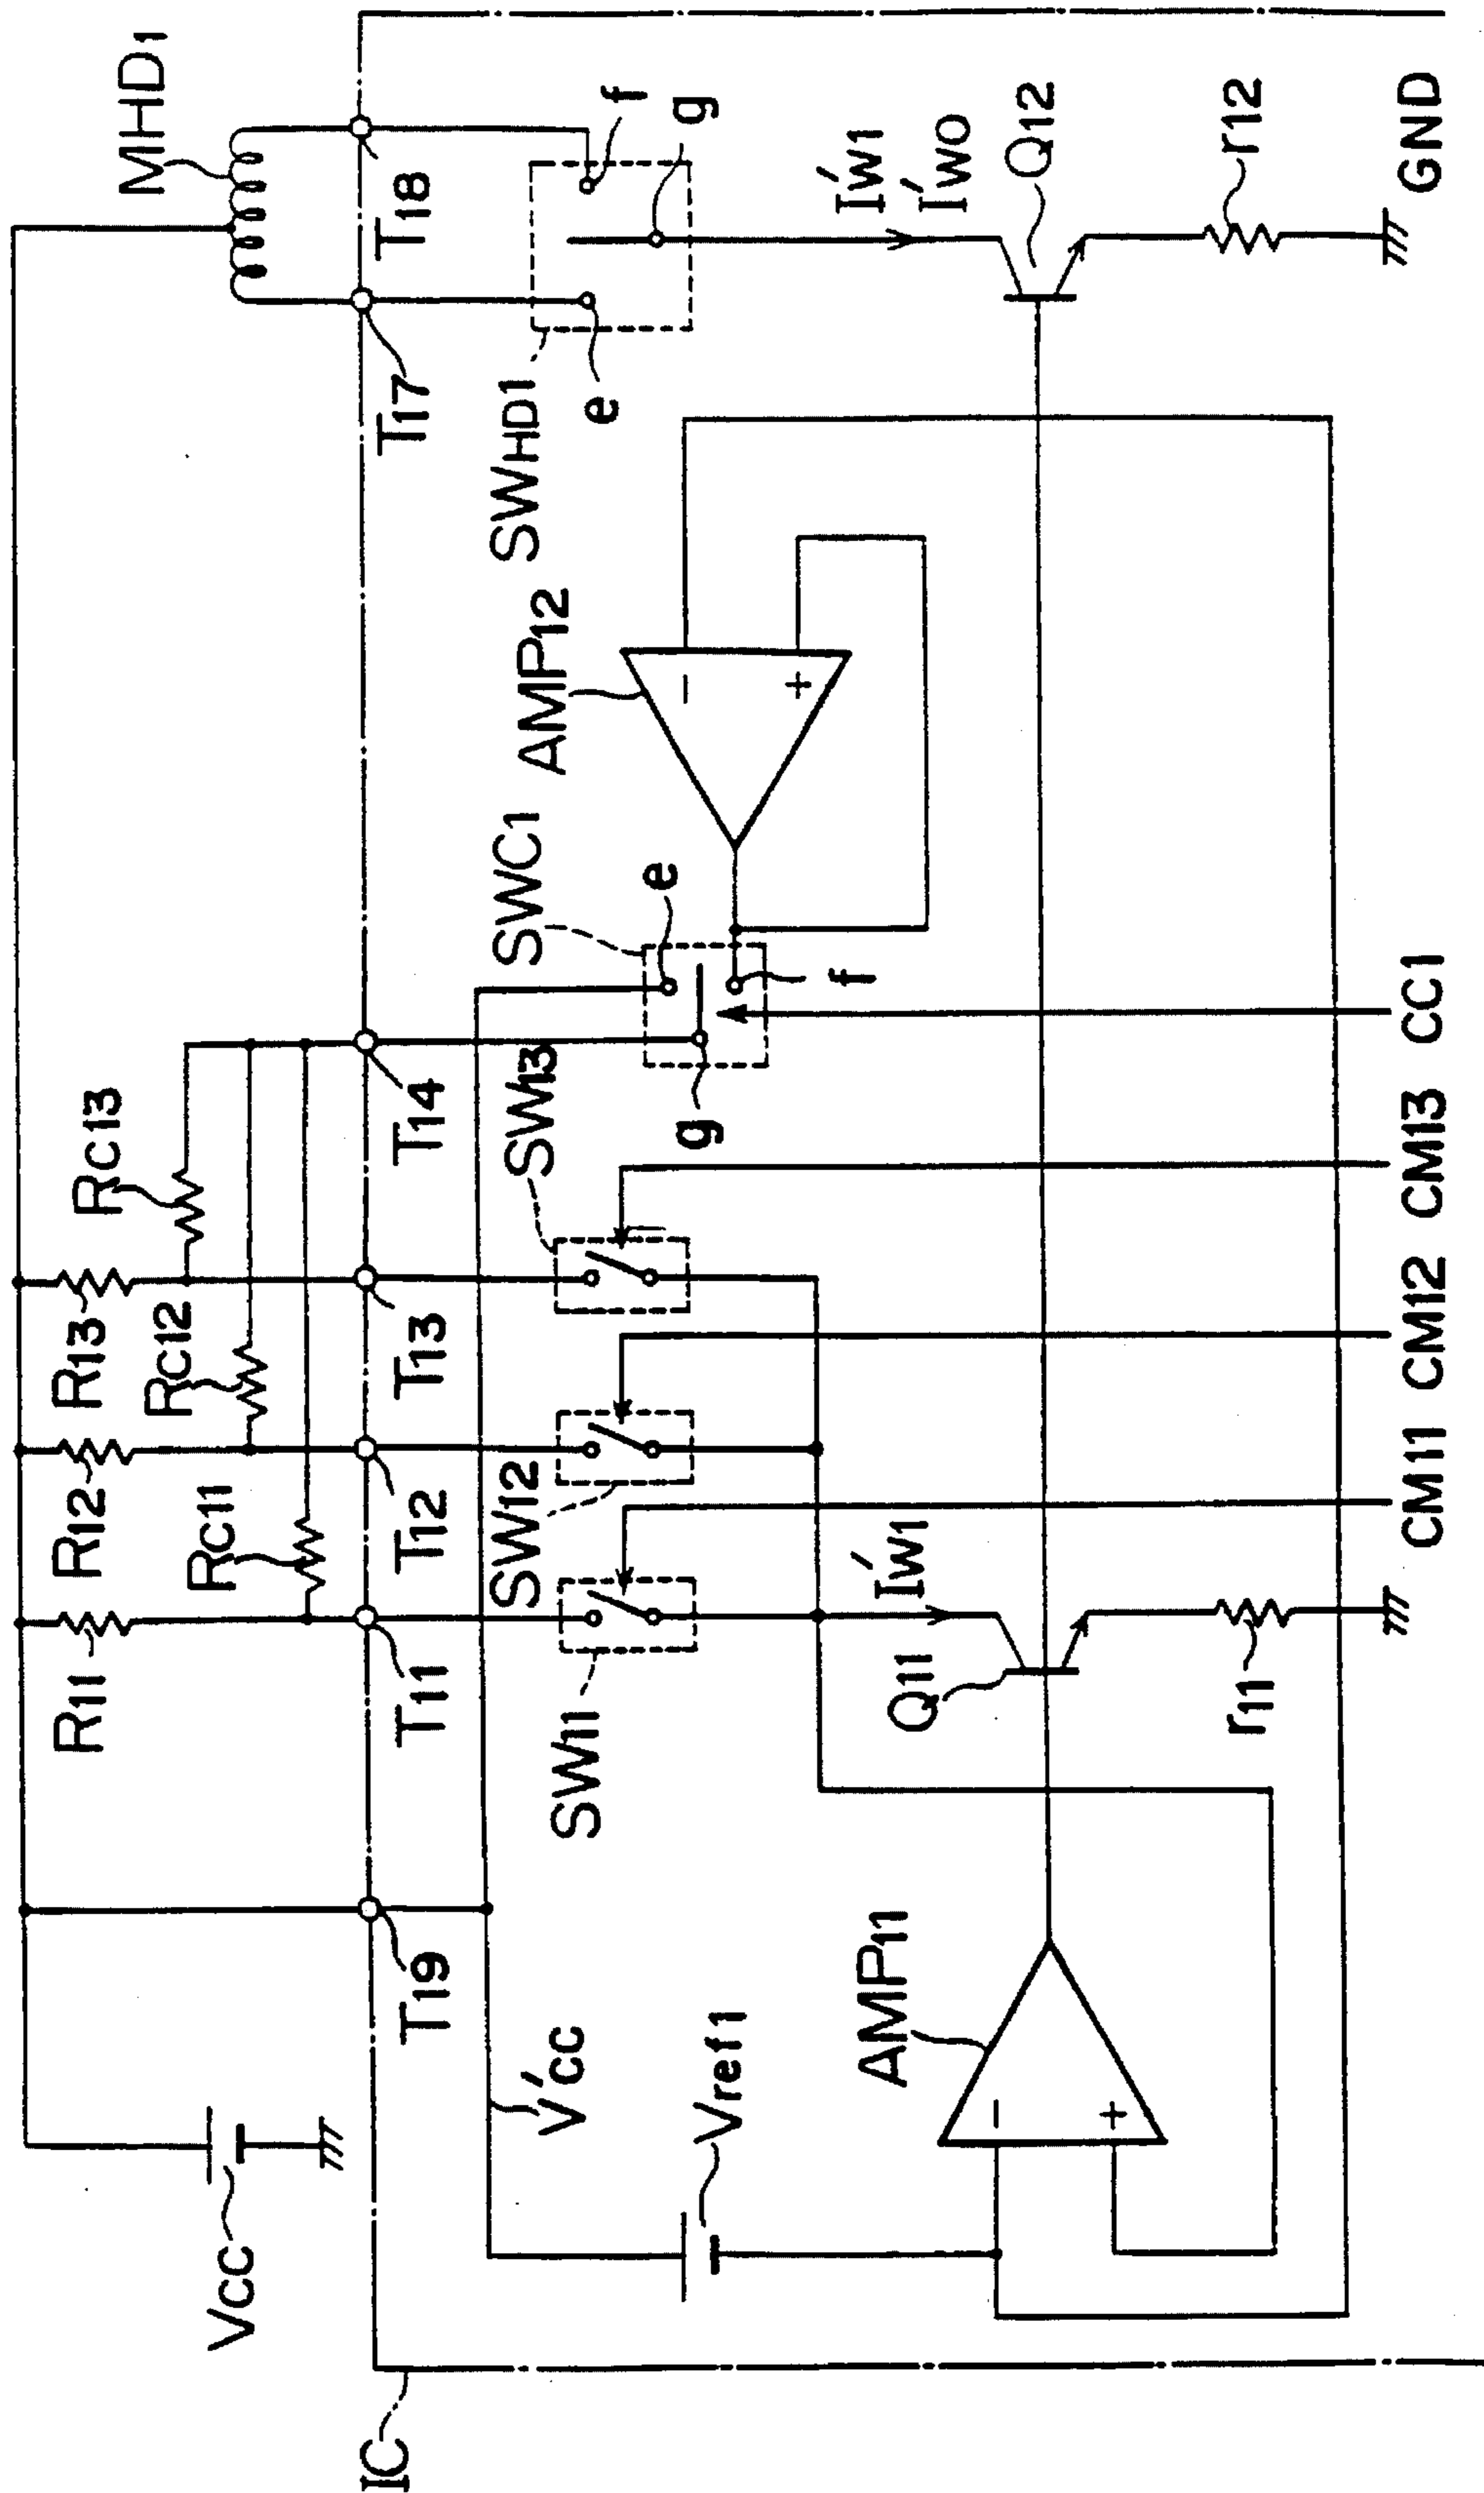 VCC
R11
R12
R13
RC11
RC12
RC13
MHD1
IC
T19
T11
T12
T13
T14
T17
T18
V'CC
Vref1
SW11
SW12
SW13
SWC1
e
g
f
AMP12
-
+
SWHD1
e
f
g
AMP11
-
+
Q11
I'W1
r11
I'W1
I'W0
Q12
r12
CM11
CM12
CM13
CC1
GND